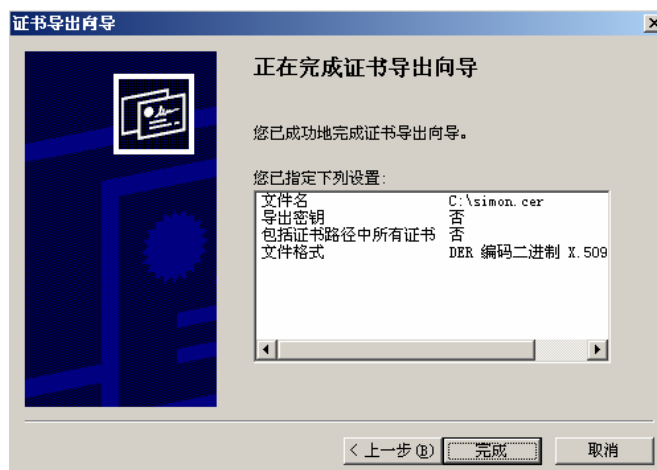 证书导出向导
正在完成证书导出向导
您已成功地完成证书导出向导。
您已指定下列设置:
文件名 C:\simon.cer
导出密钥 否
包括证书路径中所有证书 否
文件格式 DER 编码二进制 X.509
< 上一步(B) 完成 取消